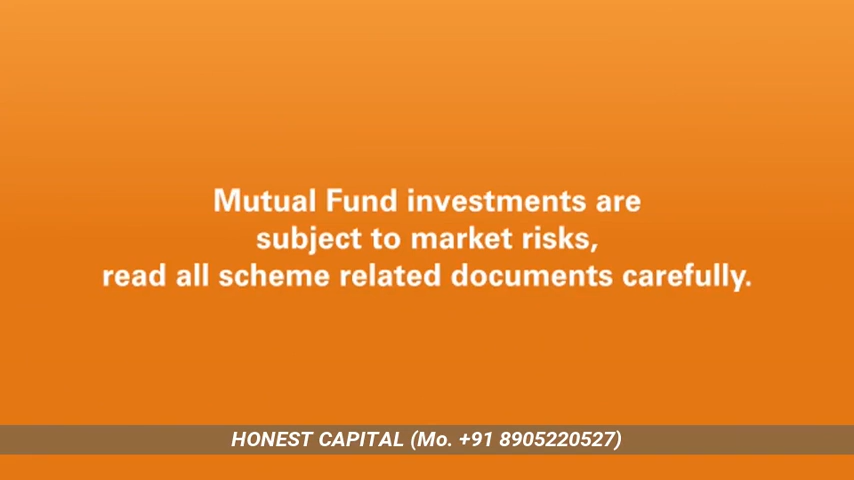 Mutual Fund investments are
subject to market risks,
read all scheme related documents carefully.
HONEST CAPITAL (Mo. +91 8905220527)